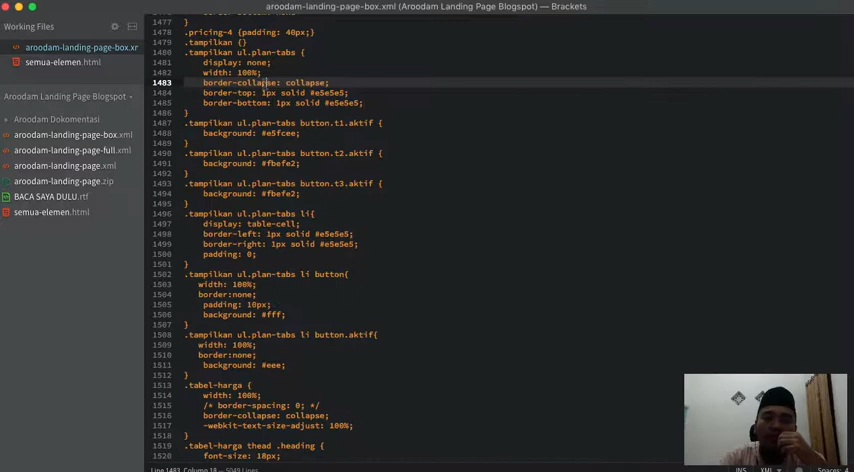 aroodam-landing-page-box.xml (Aroodam Landing Page Blogspot) — Brackets
Working Files
aroodam-landing-page-box.xr
semua-elemen.html
Aroodam Landing Page Blogspot
Aroodam Dokomentasi
aroodam-landing-page-box.xml
aroodam-landing-page-full.xml
aroodam-landing-page.xml
aroodam-landing-page.zip
BACA SAYA DULU.rtf
semua-elemen.html
1477 }
1478 .pricing-4 {padding: 40px;}
1479 .tampilkan {}
1480 .tampilkan ul.plan-tabs {
1481 display: none;
1482 width: 100%;
1483 border-collapse: collapse;
1484 border-top: 1px solid #e5e5e5;
1485 border-bottom: 1px solid #e5e5e5;
1486 }
1487 .tampilkan ul.plan-tabs button.t1.aktif {
1488 background: #e5fcee;
1489 }
1490 .tampilkan ul.plan-tabs button.t2.aktif {
1491 background: #fbefe2;
1492 }
1493 .tampilkan ul.plan-tabs button.t3.aktif {
1494 background: #fbefe2;
1495 }
1496 .tampilkan ul.plan-tabs li{
1497 display: table-cell;
1498 border-left: 1px solid #e5e5e5;
1499 border-right: 1px solid #e5e5e5;
1500 padding: 0;
1501 }
1502 .tampilkan ul.plan-tabs li button{
1503 width: 100%;
1504 border:none;
1505 padding: 10px;
1506 background: #fff;
1507 }
1508 .tampilkan ul.plan-tabs li button.aktif{
1509 width: 100%;
1510 border:none;
1511 background: #eee;
1512 }
1513 .tabel-harga {
1514 width: 100%;
1515 /* border-spacing: 0; */
1516 border-collapse: collapse;
1517 -webkit-text-size-adjust: 100%;
1518 }
1519 .tabel-harga thead .heading {
1520 font-size: 18px;
Line 1483, Column 18 — 5049 Lines
INS XML Spaces: 4